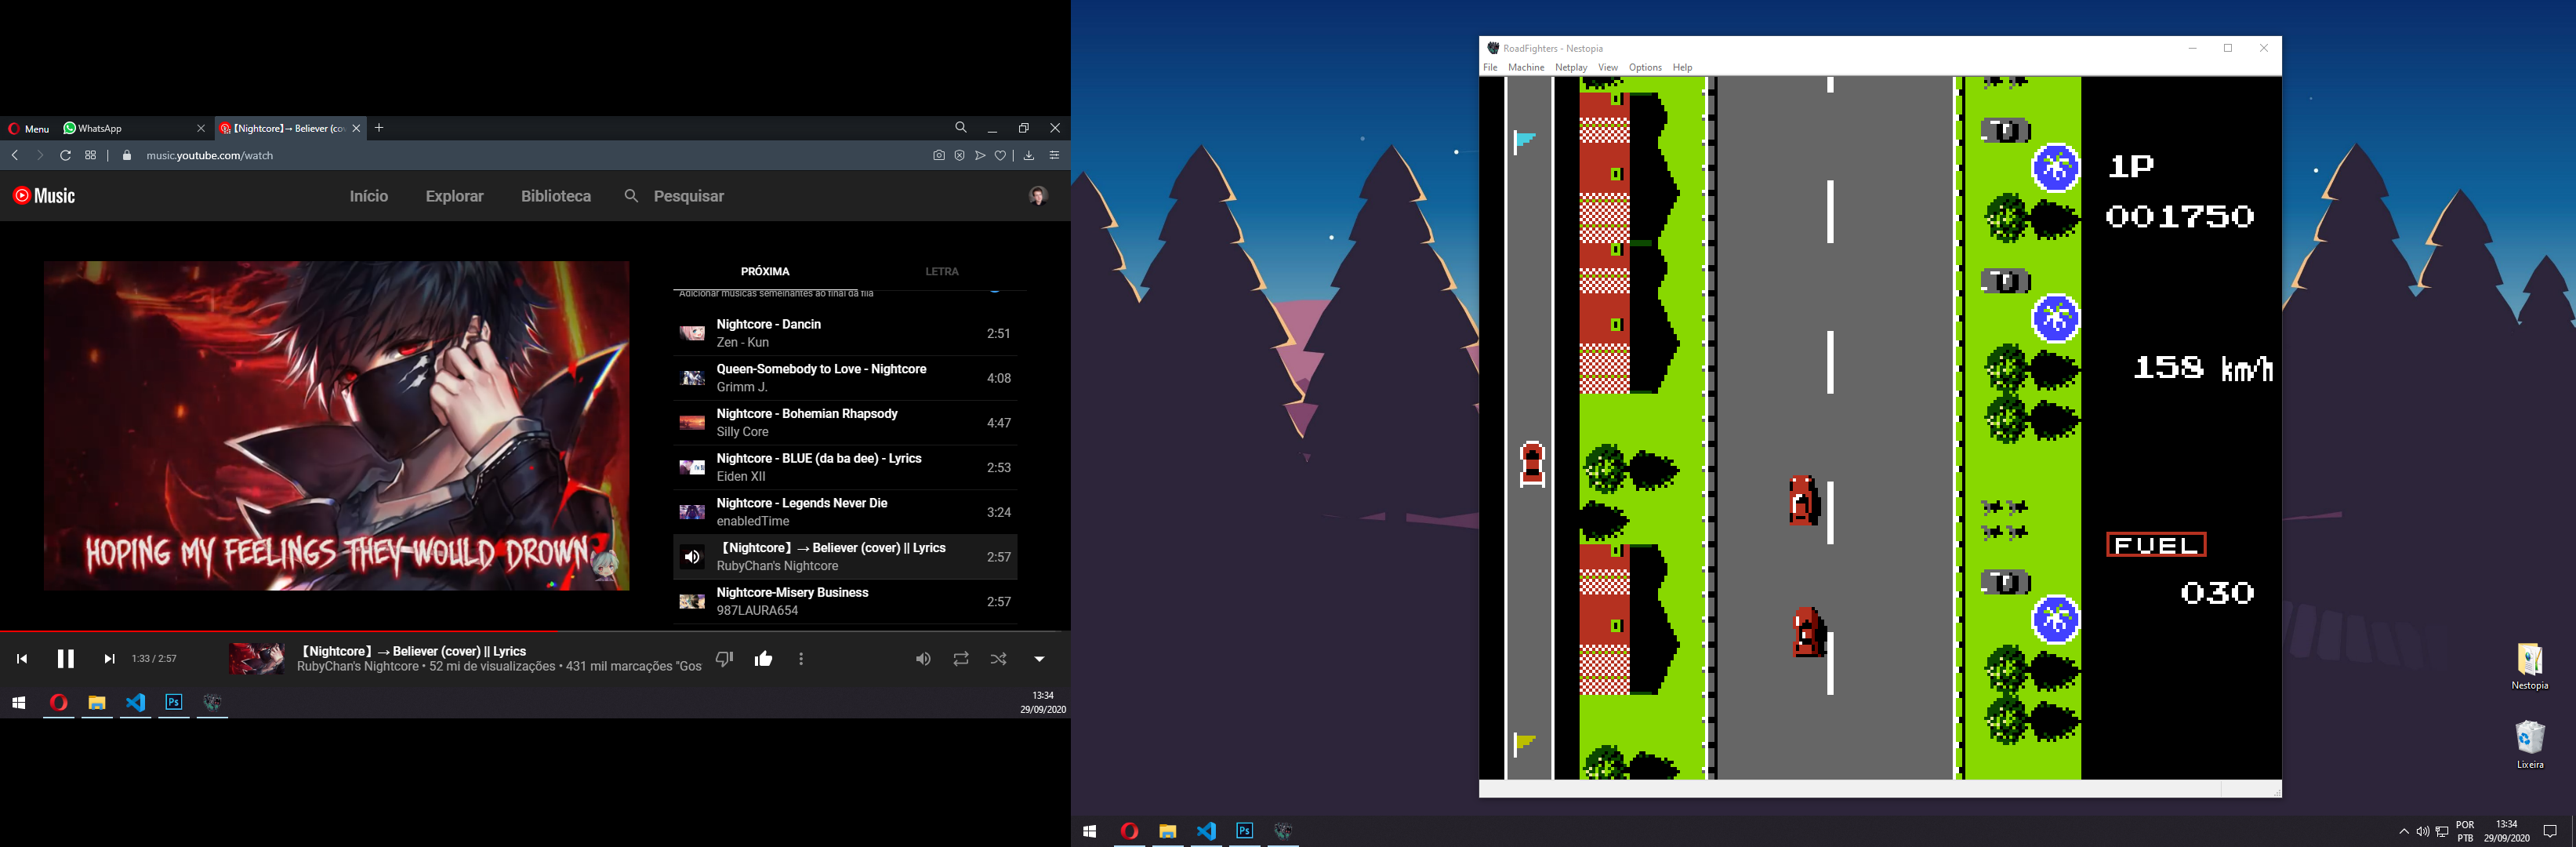 Menu
WhatsApp
【Nightcore】→ Believer (co
music.youtube.com/watch
Music
Início
Explorar
Biblioteca
Pesquisar
PRÓXIMA
LETRA
Adicionar músicas semelhantes ao final da fila
Nightcore - Dancin
2:51
Zen - Kun
Queen-Somebody to Love - Nightcore
4:08
Grimm J.
Nightcore - Bohemian Rhapsody
4:47
Silly Core
Nightcore - BLUE (da ba dee) - Lyrics
2:53
Eiden XII
Nightcore - Legends Never Die
3:24
enabledTime
【Nightcore】→ Believer (cover) || Lyrics
2:57
RubyChan's Nightcore
Nightcore-Misery Business
2:57
987LAURA654
HOPING MY FEELINGS THEY WOULD DROWN
1:33 / 2:57
【Nightcore】→ Believer (cover) || Lyrics
RubyChan's Nightcore • 52 mi de visualizações • 431 mil marcações "Gos
Ps
13:34
29/09/2020
RoadFighters - Nestopia
File Machine Netplay View Options Help
1P
001750
158 km/h
FUEL
030
Nestopia
Lixeira
Ps
POR
PTB
13:34
29/09/2020